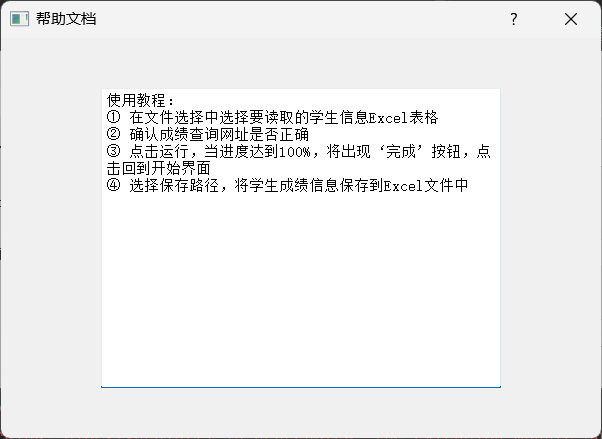 帮助文档
?
使用教程：
① 在文件选择中选择要读取的学生信息Excel表格
② 确认成绩查询网址是否正确
③ 点击运行，当进度达到100%，将出现‘完成’按钮，点
击回到开始界面
④ 选择保存路径，将学生成绩信息保存到Excel文件中